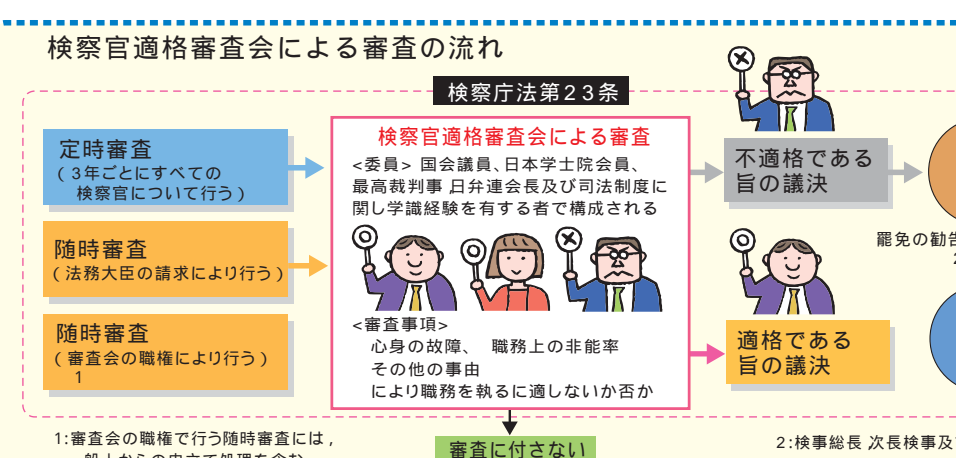 検察官適格審査会による審査の流れ
検察庁法第23条
定時審査
(3年ごとにすべての
検察官について行う)
随時審査
(法務大臣の請求により行う)
随時審査
(審査会の職権により行う)
1
検察官適格審査会による審査
<委員> 国会議員、日本学士院会員、
最高裁判事 日弁連会長及び司法制度に
関し学識経験を有する者で構成される
<審査事項>
心身の故障、 職務上の非能率
その他の事由
により職務を執るに適しないか否か
不適格である
旨の議決
適格である
旨の議決
罷免の勧告
審査に付さない
1:審査会の職権で行う随時審査には,
2:検事総長 次長検事及